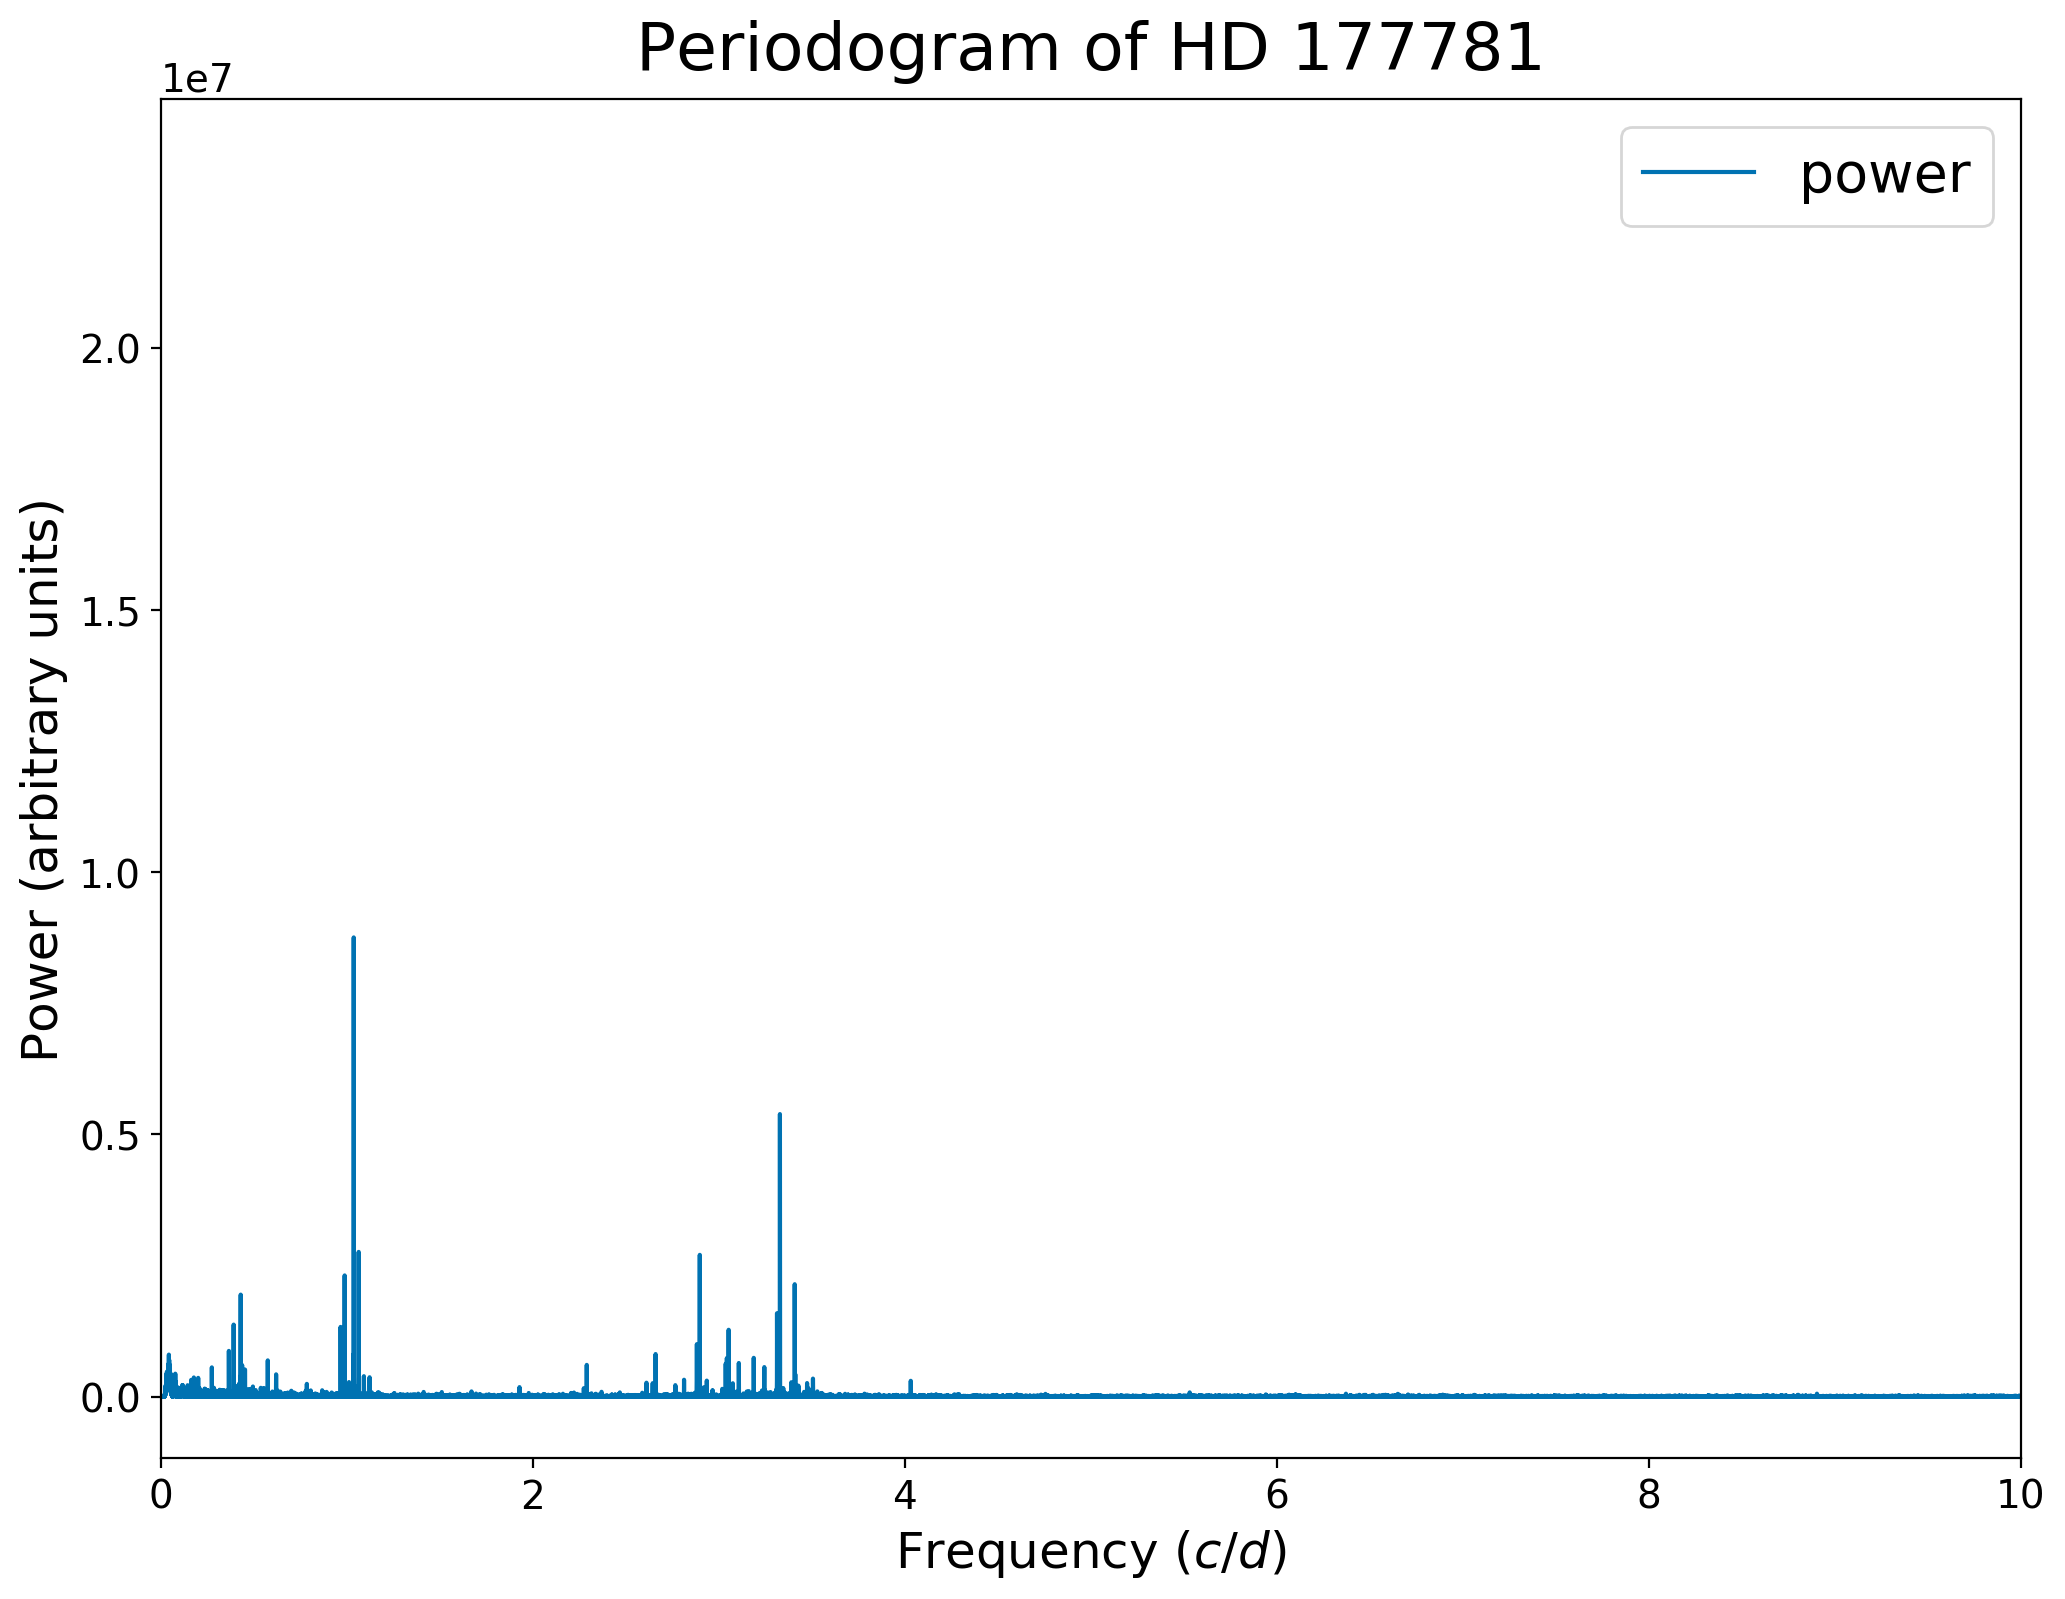 Periodogram of HD 177781
1e7
power
2.0
1.5
1.0
0.5
0.0
Power (arbitrary units)
0 2 4 6 8 10
Frequency (c/d)